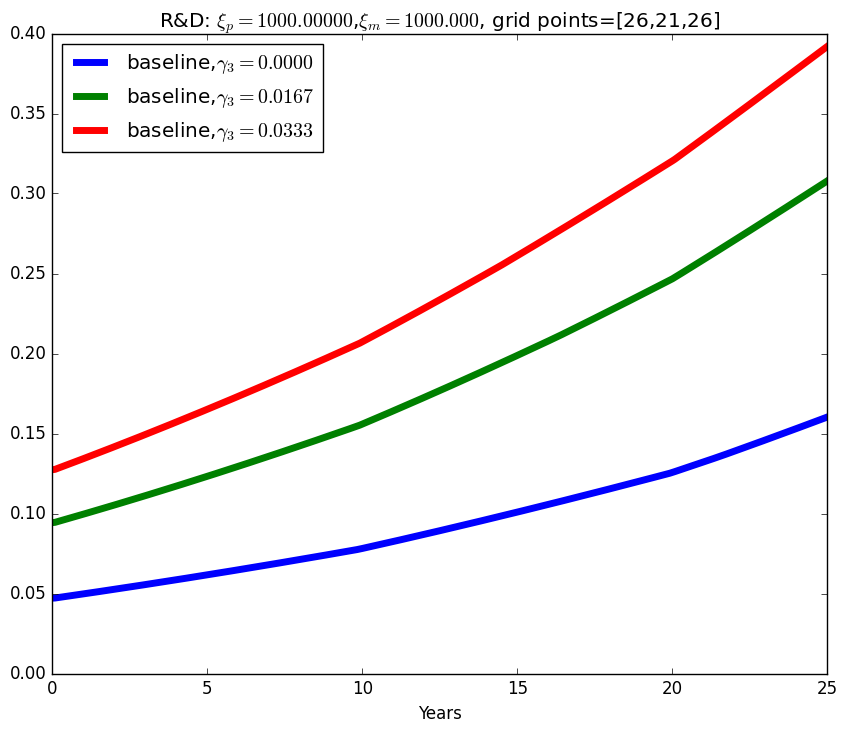 R&D: ξₚ = 1000.00000,ξₘ = 1000.000, grid points=[26,21,26]
baseline,γ₃ = 0.0000
baseline,γ₃ = 0.0167
baseline,γ₃ = 0.0333
0.40
0.35
0.30
0.25
0.20
0.15
0.10
0.05
0.00
0 5 10 15 20 25
Years